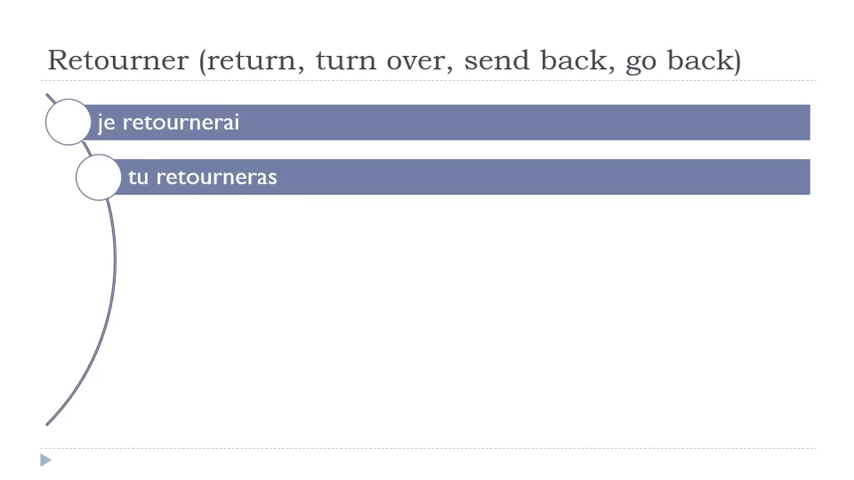 Retourner (return, turn over, send back, go back)
je retournerai
tu retourneras